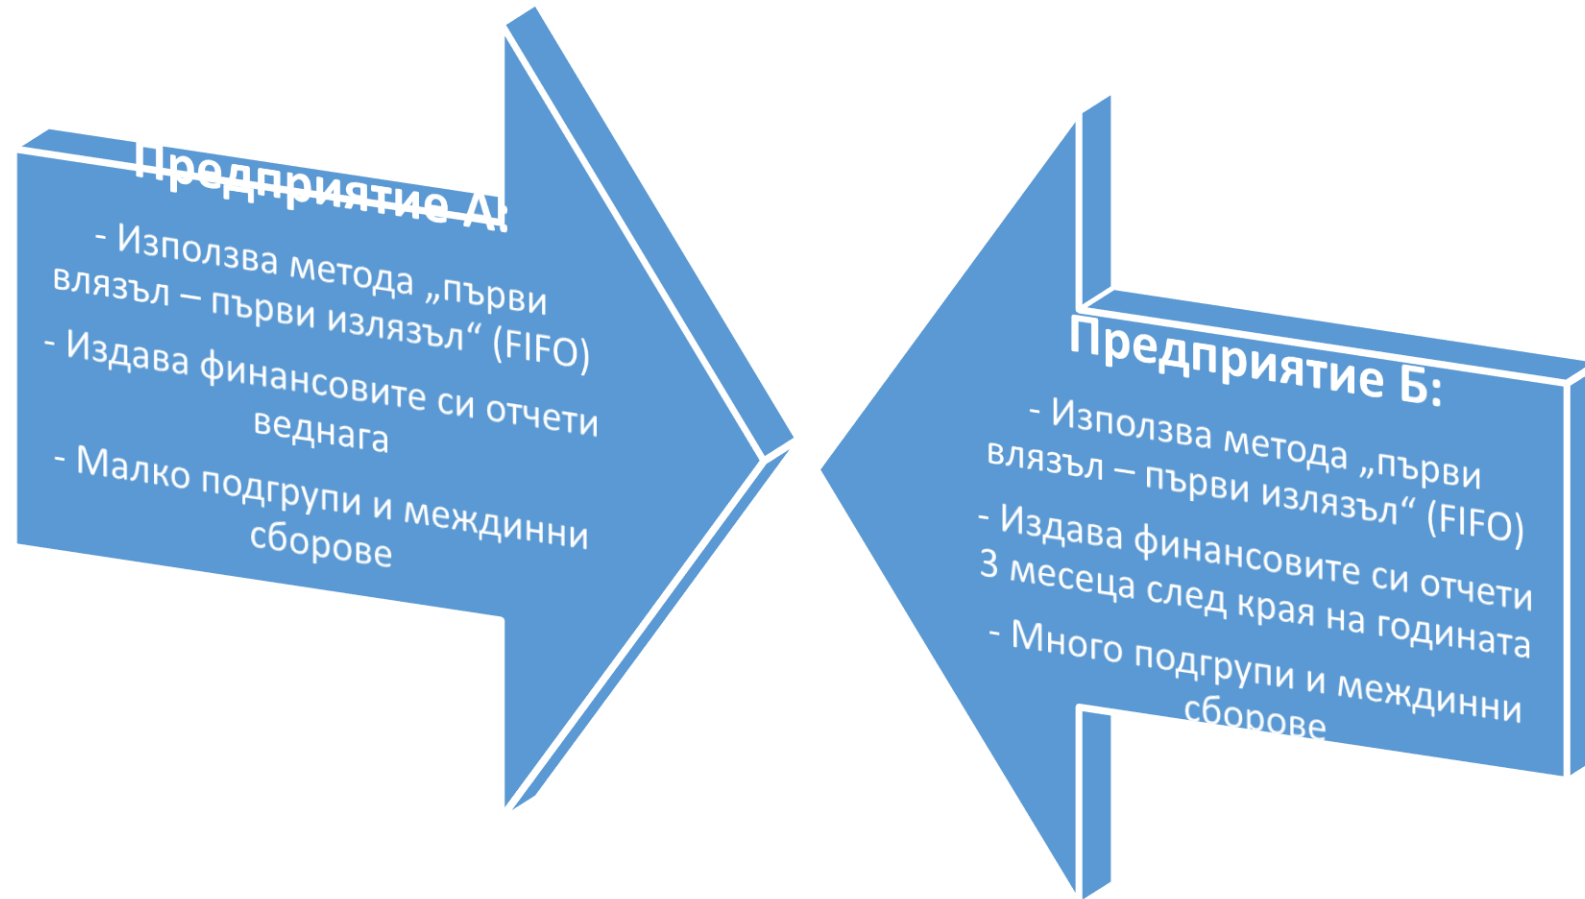 Предприятие А:
- Използва метода „първи
влязъл – първи излязъл“ (FIFO)
- Издава финансовите си отчети
веднага
- Малко подгрупи и междинни
сборове
Предприятие Б:
- Използва метода „първи
влязъл – първи излязъл“ (FIFO)
- Издава финансовите си отчети
3 месеца след края на годината
- Много подгрупи и междинни
сборове